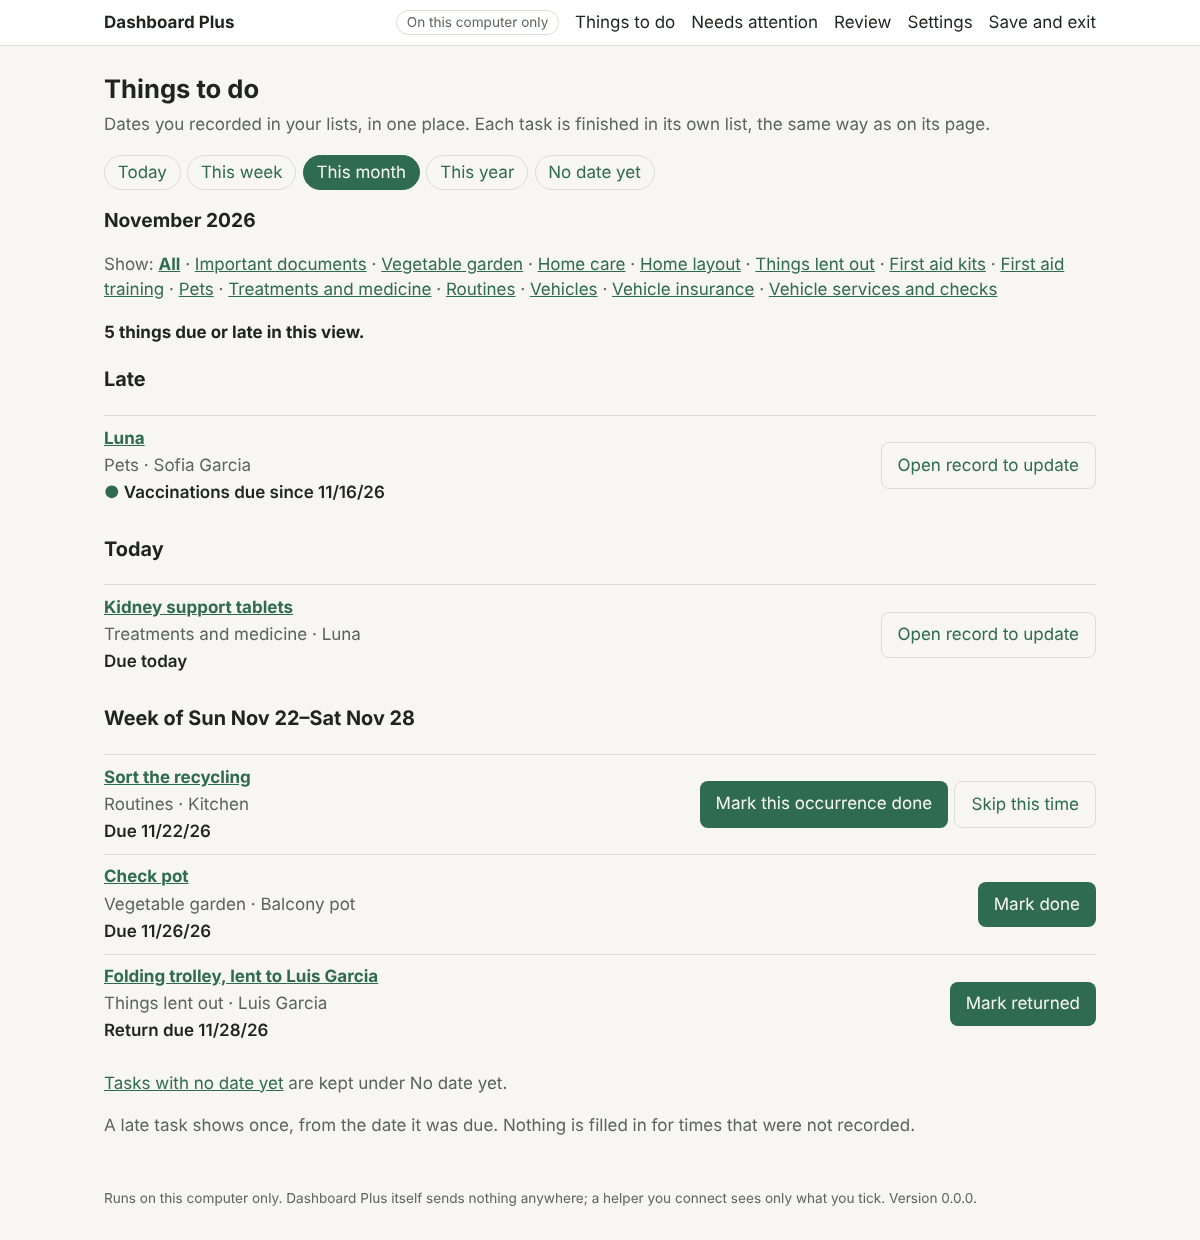 Dashboard Plus
On this computer only
Things to do
Needs attention
Review
Settings
Save and exit
Things to do
Dates you recorded in your lists, in one place. Each task is finished in its own list, the same way as on its page.
Today
This week
This month
This year
No date yet
November 2026
Show: All · Important documents · Vegetable garden · Home care · Home layout · Things lent out · First aid kits · First aid
training · Pets · Treatments and medicine · Routines · Vehicles · Vehicle insurance · Vehicle services and checks
5 things due or late in this view.
Late
Luna
Pets · Sofia Garcia
Vaccinations due since 11/16/26
Open record to update
Today
Kidney support tablets
Treatments and medicine · Luna
Due today
Open record to update
Week of Sun Nov 22–Sat Nov 28
Sort the recycling
Routines · Kitchen
Due 11/22/26
Mark this occurrence done
Skip this time
Check pot
Vegetable garden · Balcony pot
Due 11/26/26
Mark done
Folding trolley, lent to Luis Garcia
Things lent out · Luis Garcia
Return due 11/28/26
Mark returned
Tasks with no date yet are kept under No date yet.
A late task shows once, from the date it was due. Nothing is filled in for times that were not recorded.
Runs on this computer only. Dashboard Plus itself sends nothing anywhere; a helper you connect sees only what you tick. Version 0.0.0.